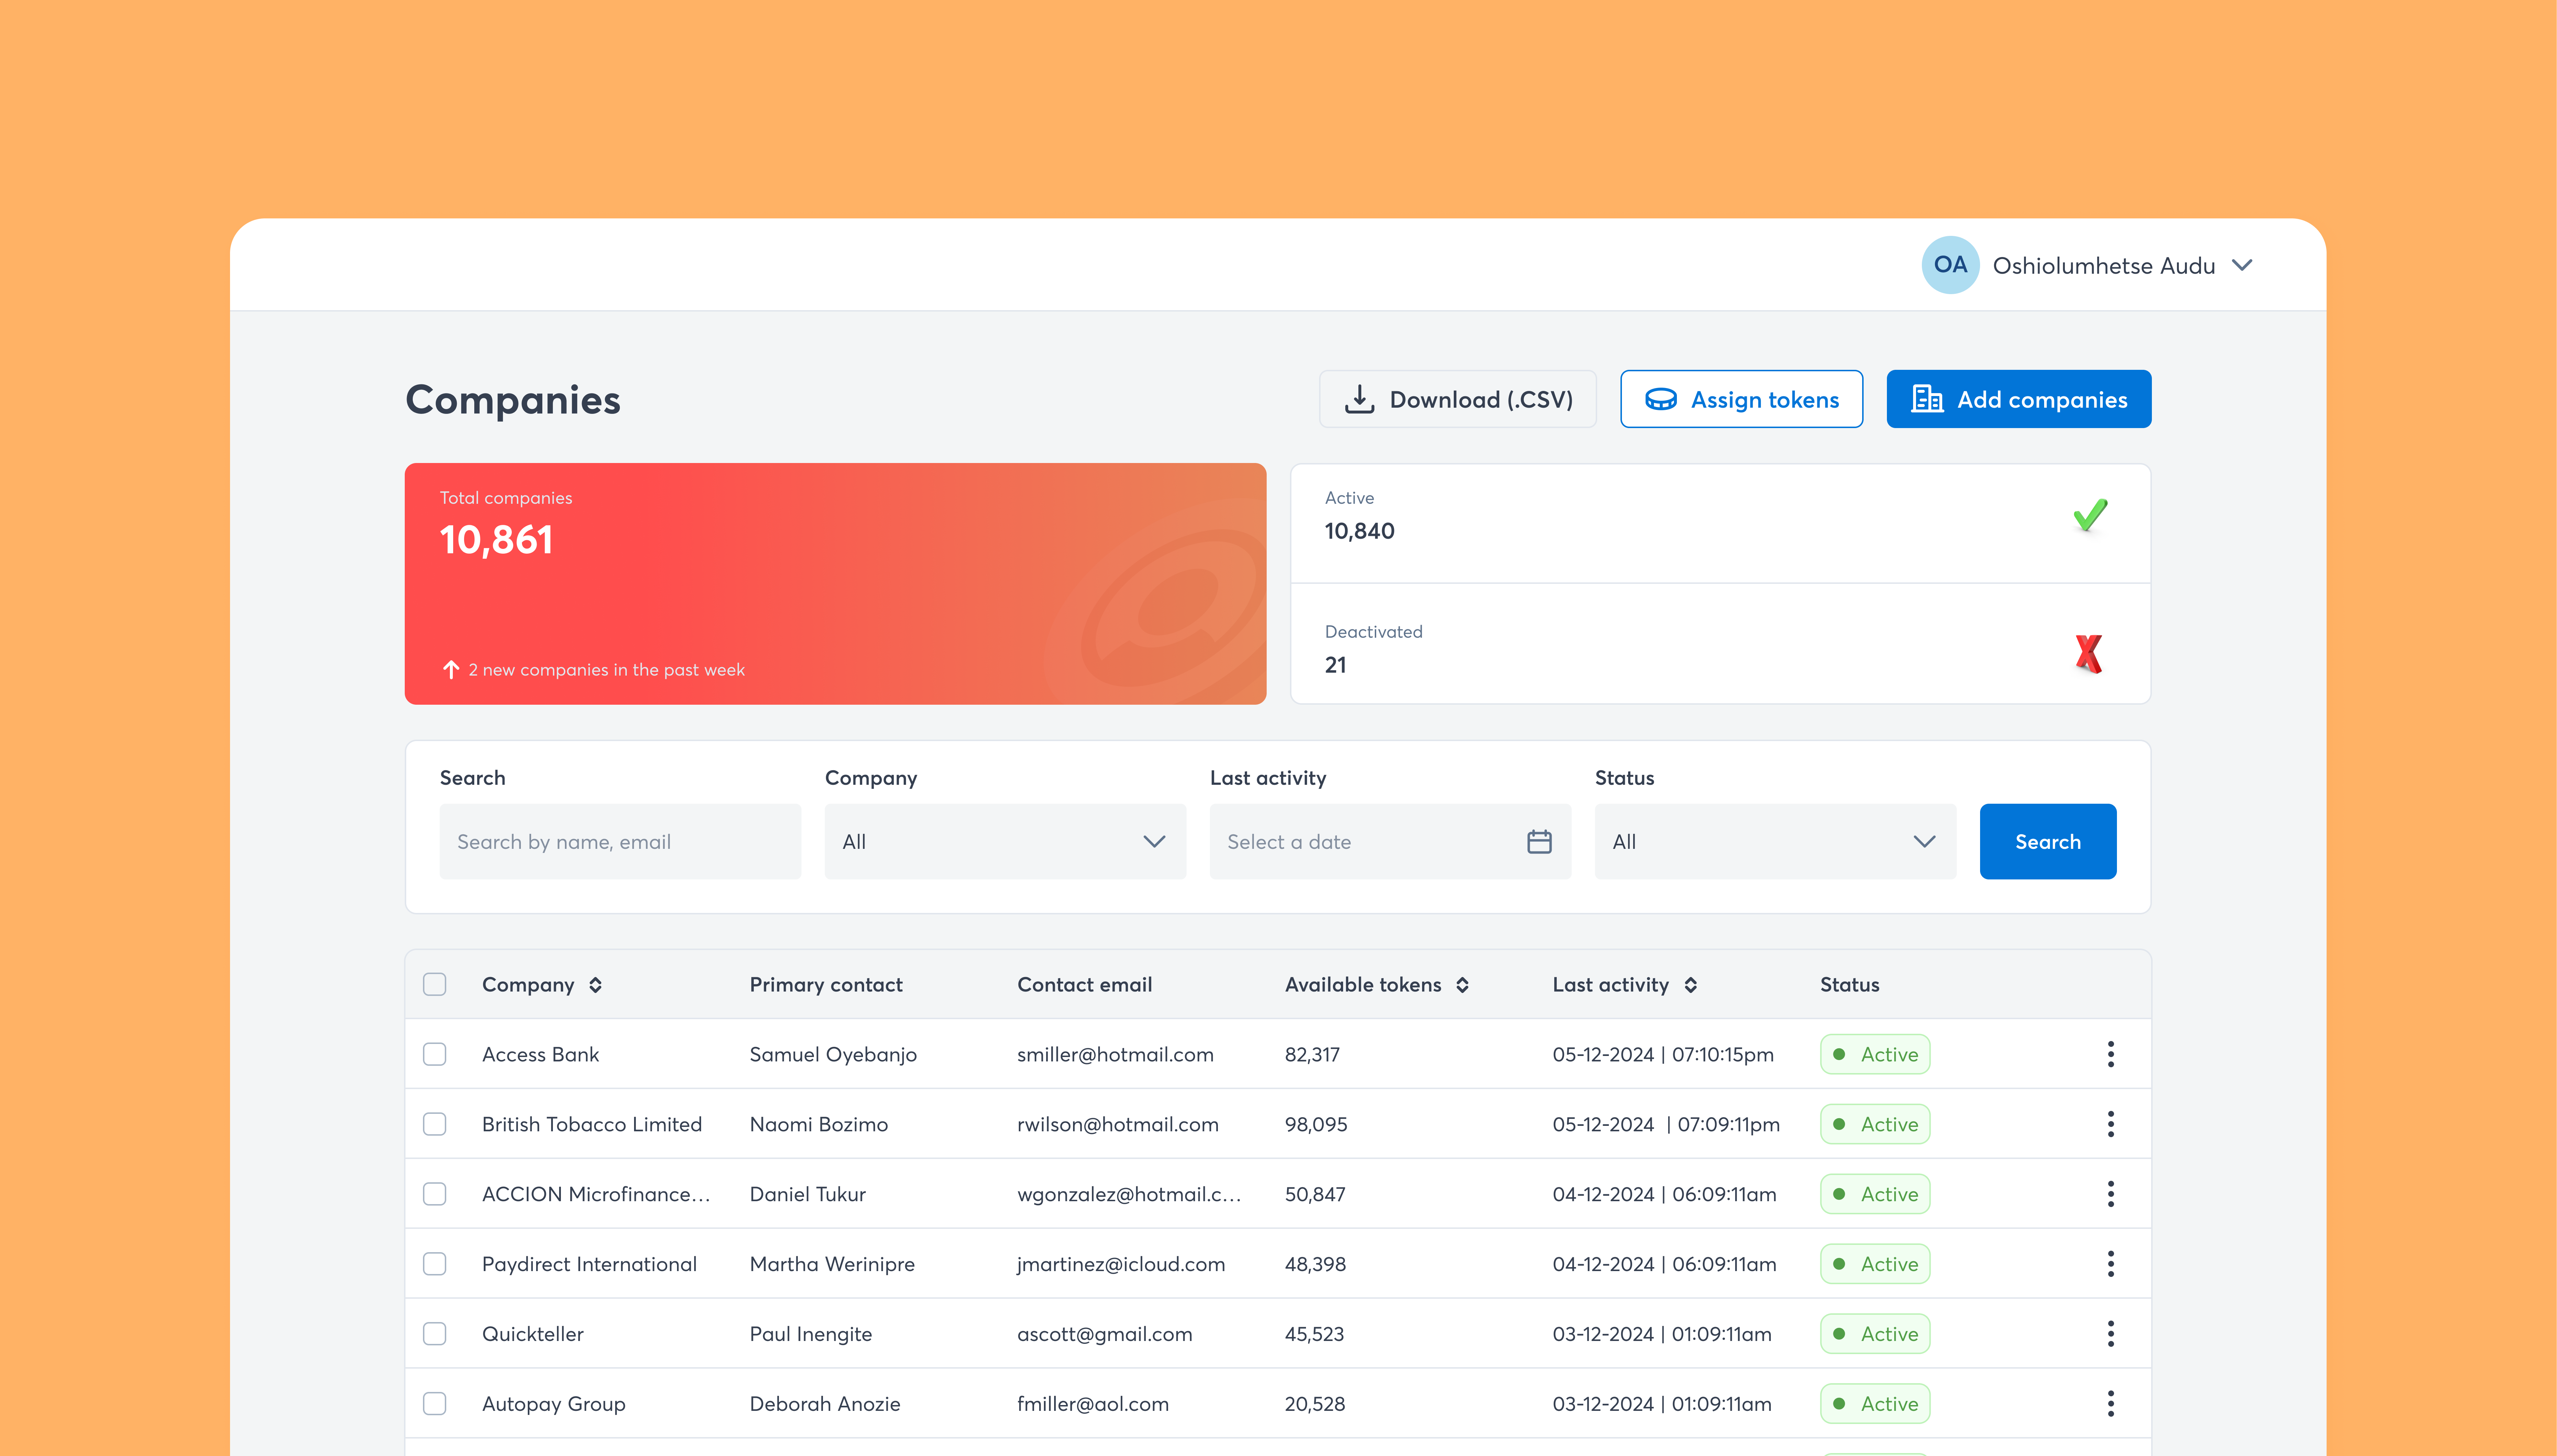 OA Oshiolumhetse Audu
Companies
Download (.CSV)
Assign tokens
Add companies
Total companies
10,861
2 new companies in the past week
Active
10,840
Deactivated
21
Search
Company
Last activity
Status
Search by name, email
All
Select a date
All
Search
Company Primary contact Contact email Available tokens Last activity Status
Access Bank Samuel Oyebanjo smiller@hotmail.com 82,317 05-12-2024 | 07:10:15pm Active
British Tobacco Limited Naomi Bozimo rwilson@hotmail.com 98,095 05-12-2024 | 07:09:11pm Active
ACCION Microfinance... Daniel Tukur wgonzalez@hotmail.c... 50,847 04-12-2024 | 06:09:11am Active
Paydirect International Martha Werinipre jmartinez@icloud.com 48,398 04-12-2024 | 06:09:11am Active
Quickteller Paul Inengite ascott@gmail.com 45,523 03-12-2024 | 01:09:11am Active
Autopay Group Deborah Anozie fmiller@aol.com 20,528 03-12-2024 | 01:09:11am Active